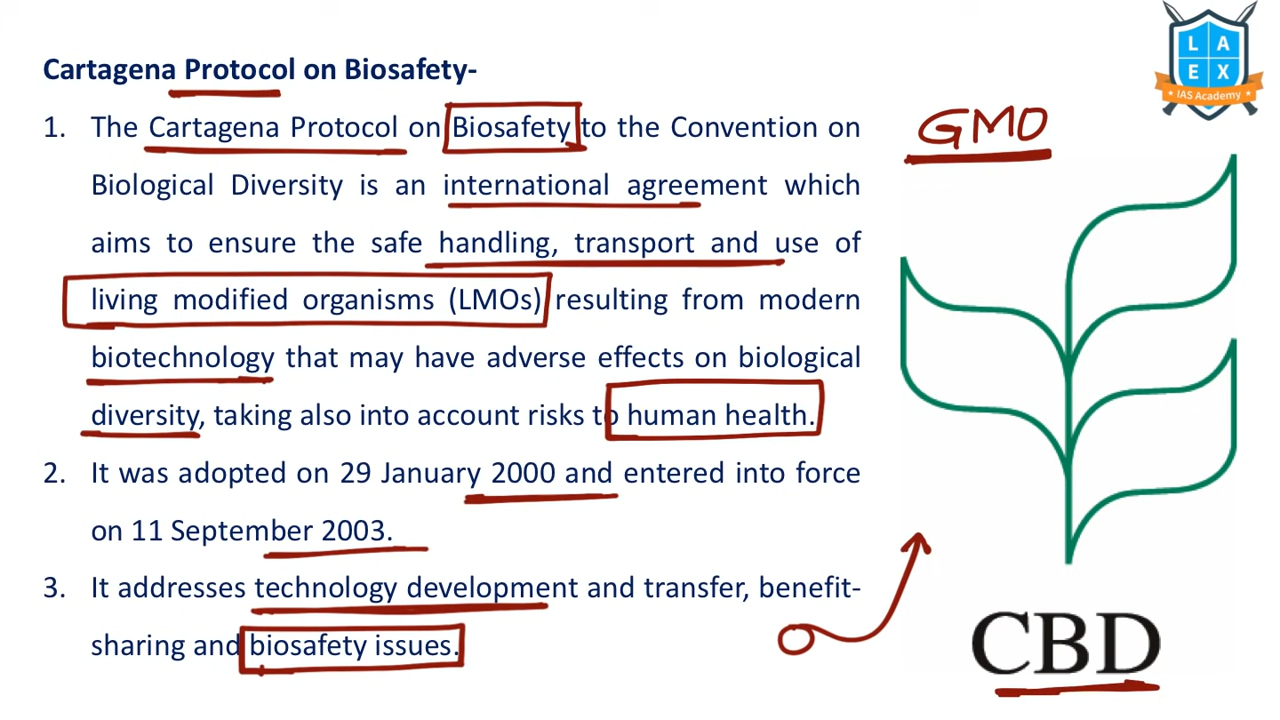 Cartagena Protocol on Biosafety-
1. The Cartagena Protocol on Biosafety to the Convention on
Biological Diversity is an international agreement which
aims to ensure the safe handling, transport and use of
living modified organisms (LMOs) resulting from modern
biotechnology that may have adverse effects on biological
diversity, taking also into account risks to human health.
2. It was adopted on 29 January 2000 and entered into force
on 11 September 2003.
3. It addresses technology development and transfer, benefit-
sharing and biosafety issues.
L A
E X
IAS Academy
GMO
CBD